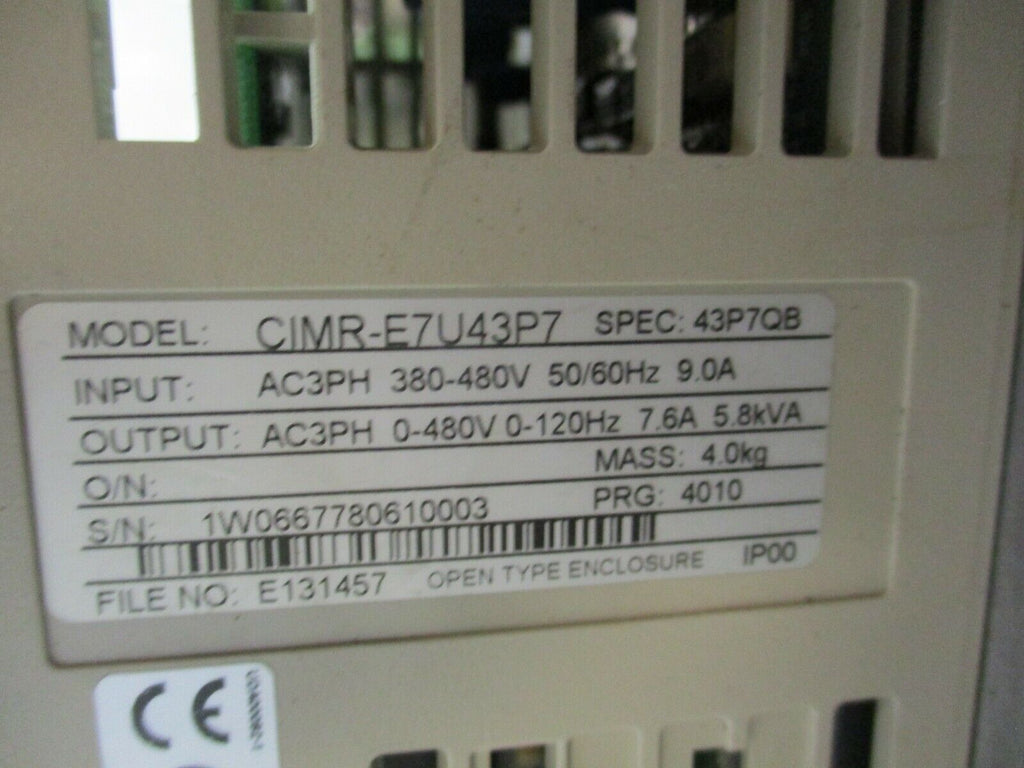 MODEL: CIMR-E7U43P7 SPEC: 43P7QB
INPUT: AC3PH 380-480V 50/60Hz 9.0A
OUTPUT: AC3PH 0-480V 0-120Hz 7.6A 5.8kVA
MASS: 4.0kg
O/N:
PRG: 4010
S/N: 1W0667780610003
FILE NO: E131457 OPEN TYPE ENCLOSURE IP00
CE